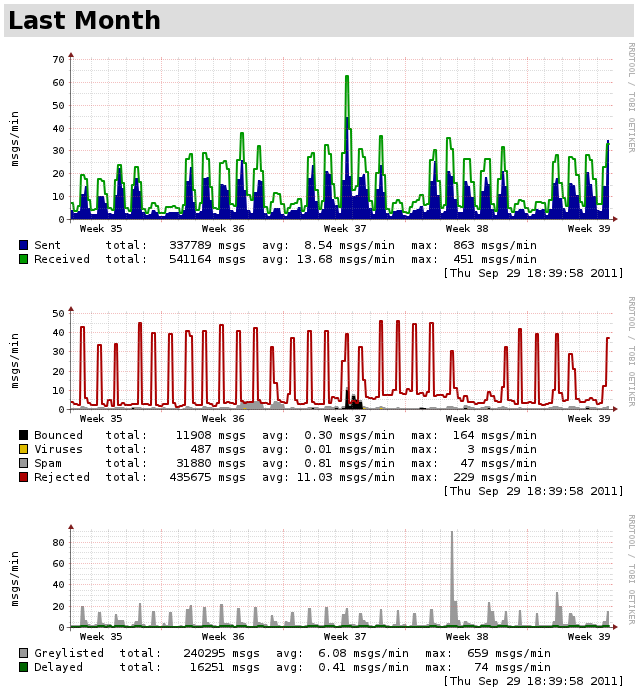 Last Month
RRDTOOL / TOBI OETIKER
msgs/min
70
60
50
40
30
20
10
0
Week 35 Week 36 Week 37 Week 38 Week 39
Sent total: 337789 msgs avg: 8.54 msgs/min max: 863 msgs/min
Received total: 541164 msgs avg: 13.68 msgs/min max: 451 msgs/min
[Thu Sep 29 18:39:58 2011]
RRDTOOL / TOBI OETIKER
msgs/min
50
40
30
20
10
0
Week 35 Week 36 Week 37 Week 38 Week 39
Bounced total: 11908 msgs avg: 0.30 msgs/min max: 164 msgs/min
Viruses total: 487 msgs avg: 0.01 msgs/min max: 3 msgs/min
Spam total: 31880 msgs avg: 0.81 msgs/min max: 47 msgs/min
Rejected total: 435675 msgs avg: 11.03 msgs/min max: 229 msgs/min
[Thu Sep 29 18:39:58 2011]
RRDTOOL / TOBI OETIKER
msgs/min
80
60
40
20
0
Week 35 Week 36 Week 37 Week 38 Week 39
Greylisted total: 240295 msgs avg: 6.08 msgs/min max: 659 msgs/min
Delayed total: 16251 msgs avg: 0.41 msgs/min max: 74 msgs/min
[Thu Sep 29 18:39:58 2011]